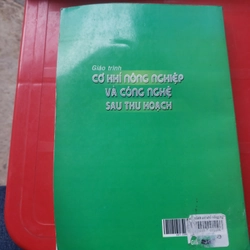 Giáo trình
CƠ KHÍ NÔNG NGHIỆP
VÀ CÔNG NGHỆ
SAU THU HOẠCH